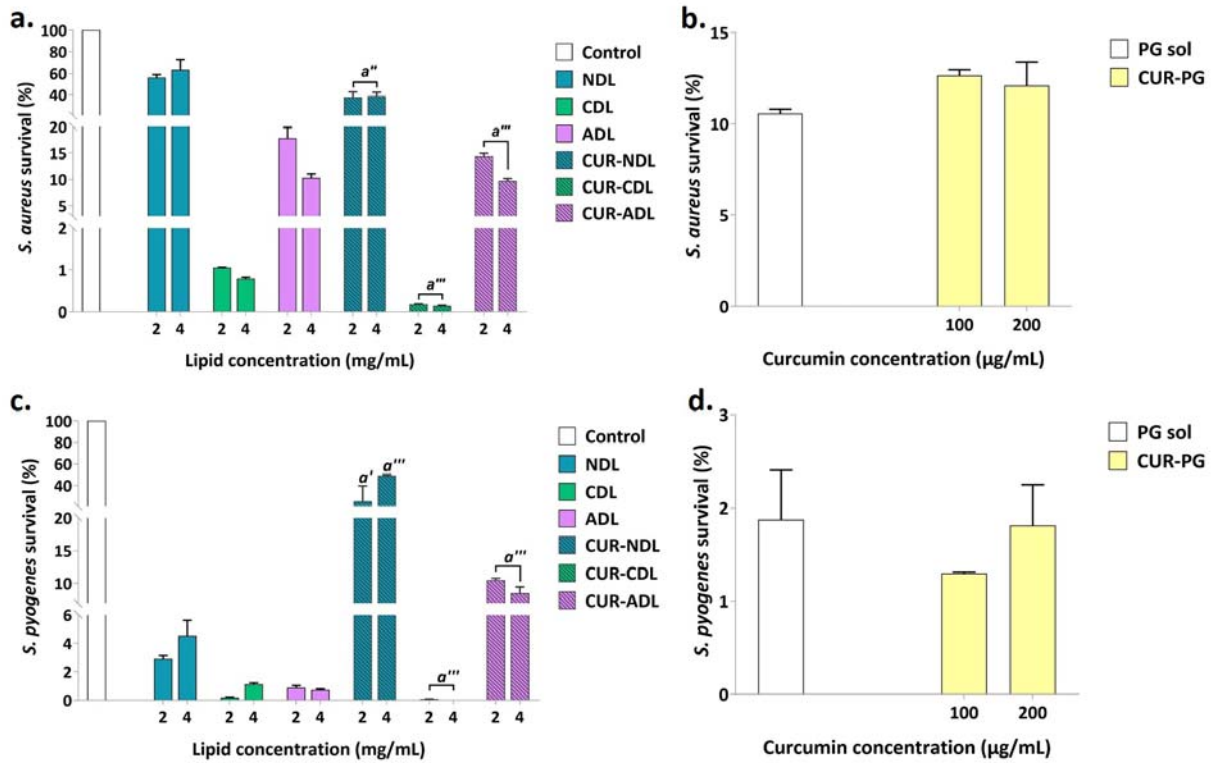 a.
S. aureus survival (%)
100
80
60
40
20
15
10
5
2
1
0
a''
a'''
a'''
2 4 2 4 2 4 2 4 2 4 2 4
Lipid concentration (mg/mL)
Control
NDL
CDL
ADL
CUR-NDL
CUR-CDL
CUR-ADL
b.
S. aureus survival (%)
15
10
5
0
100 200
Curcumin concentration (µg/mL)
PG sol
CUR-PG
c.
S. pyogenes survival (%)
100
80
60
40
20
15
10
6
4
2
0
a' a'''
a'''
a'''
2 4 2 4 2 4 2 4 2 4 2 4
Lipid concentration (mg/mL)
Control
NDL
CDL
ADL
CUR-NDL
CUR-CDL
CUR-ADL
d.
S. pyogenes survival (%)
3
2
1
0
100 200
Curcumin concentration (µg/mL)
PG sol
CUR-PG